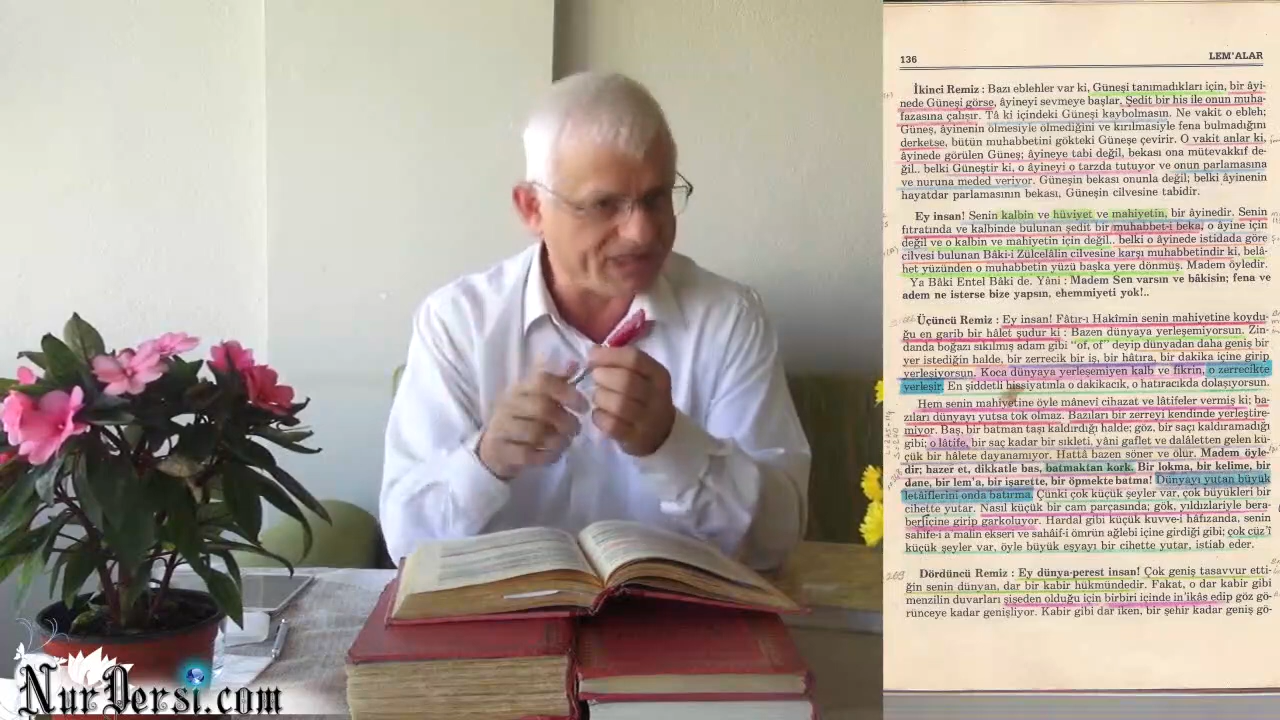 136 LEM'ALAR
İkinci Remiz : Bazı eblehler var ki, Güneşi tanımadıkları için, bir âyi-
nede Güneşi görse, âyineyi sevmeye başlar. Şedit bir his ile onun muha-
fazasına çalışır. Tâ ki içindeki Güneşi kaybolmasın. Ne vakit o ebleh;
Güneş, âyinenin ölmesiyle ölmediğini ve kırılmasiyle fena bulmadığını
derketse, bütün muhabbetini gökteki Güneşe çevirir. O vakit anlar ki,
âyinede görülen Güneş; âyineye tabi değil, bekası ona mütevakkıf de-
ğil.. belki Güneştir ki, o âyineyi o tarzda tutuyor ve onun parlamasına
ve nuruna meded veriyor. Güneşin bekası onunla değil; belki âyinenin
hayatdar parlamasının bekası, Güneşin cilvesine tabidir.
Ey insan! Senin kalbin ve hüviyet ve mahiyetin, bir âyinedir. Senin
fıtratında ve kalbinde bulunan şedit bir muhabbet-i beka, o âyine için
değil ve o kalbin ve mahiyetin için değil.. belki o âyinede istidada göre
cilvesi bulunan Bâki-i Zülcelâlin cilvesine karşı muhabbetindir ki, belâ-
het yüzünden o muhabbetin yüzü başka yere dönmüş. Madem öyledir.
Ya Bâki Entel Bâki de. Yâni : Madem Sen varsın ve bâkisin; fena ve
adem ne isterse bize yapsın, ehemmiyeti yok!..
Üçüncü Remiz : Ey insan! Fâtır-ı Hakîmin senin mahiyetine koydu-
ğu en garib bir hâlet şudur ki : Bazen dünyaya yerleşemiyorsun. Zin-
danda boğazı sıkılmış adam gibi "of, of" deyip dünyadan daha geniş bir
yer istediğin halde, bir zerrecik bir iş, bir hâtıra, bir dakika içine girip
yerleşiyorsun. Koca dünyaya yerleşemiyen kalb ve fikrin, o zerrecikte
yerleşir. En şiddetli hissiyatınla o dakikacık, o hatıracıkda dolaşıyorsun.
Hem senin mahiyetine öyle mânevi cihazat ve lâtifeler vermiş ki; ba-
zıları dünyayı yutsa tok olmaz. Bazıları bir zerreyi kendinde yerleştire-
miyor. Baş, bir batman taşı kaldırdığı halde; göz, bir saçı kaldıramadığı
gibi; o lâtife, bir saç kadar bir sıkleti, yâni gaflet ve dalâletten gelen kü-
çük bir hâlete dayanamıyor. Hattâ bazen söner ve ölür. Madem öyle-
dir; hazer et, dikkatle bas, batmaktan kork. Bir lokma, bir kelime, bir
dane, bir lem'a, bir işarette, bir öpmekte batma! Dünyayı yutan büyük
letâiflerini onda batırma. Çünki çok küçük şeyler var, çok büyükleri bir
cihette yutar. Nasıl küçük bir cam parçasında; gök, yıldızlariyle bera-
ber içine girip garkoluyor. Hardal gibi küçük kuvve-i hâfızanda, senin
sahife-i a'malin ekseri ve sahâif-i ömrün ağlebi içine girdiği gibi; çok cüz'î
küçük şeyler var, öyle büyük eşyayı bir cihette yutar, istiab eder.
Dördüncü Remiz : Ey dünya-perest insan! Çok geniş tasavvur etti-
ğin senin dünyan, dar bir kabir hükmündedir. Fakat, o dar kabir gibi
menzilin duvarları şişeden olduğu için birbiri içinde in'ikâs edip göz gö-
rünceye kadar genişliyor. Kabir gibi dar iken, bir şehir kadar geniş gö-
NurDersi.com